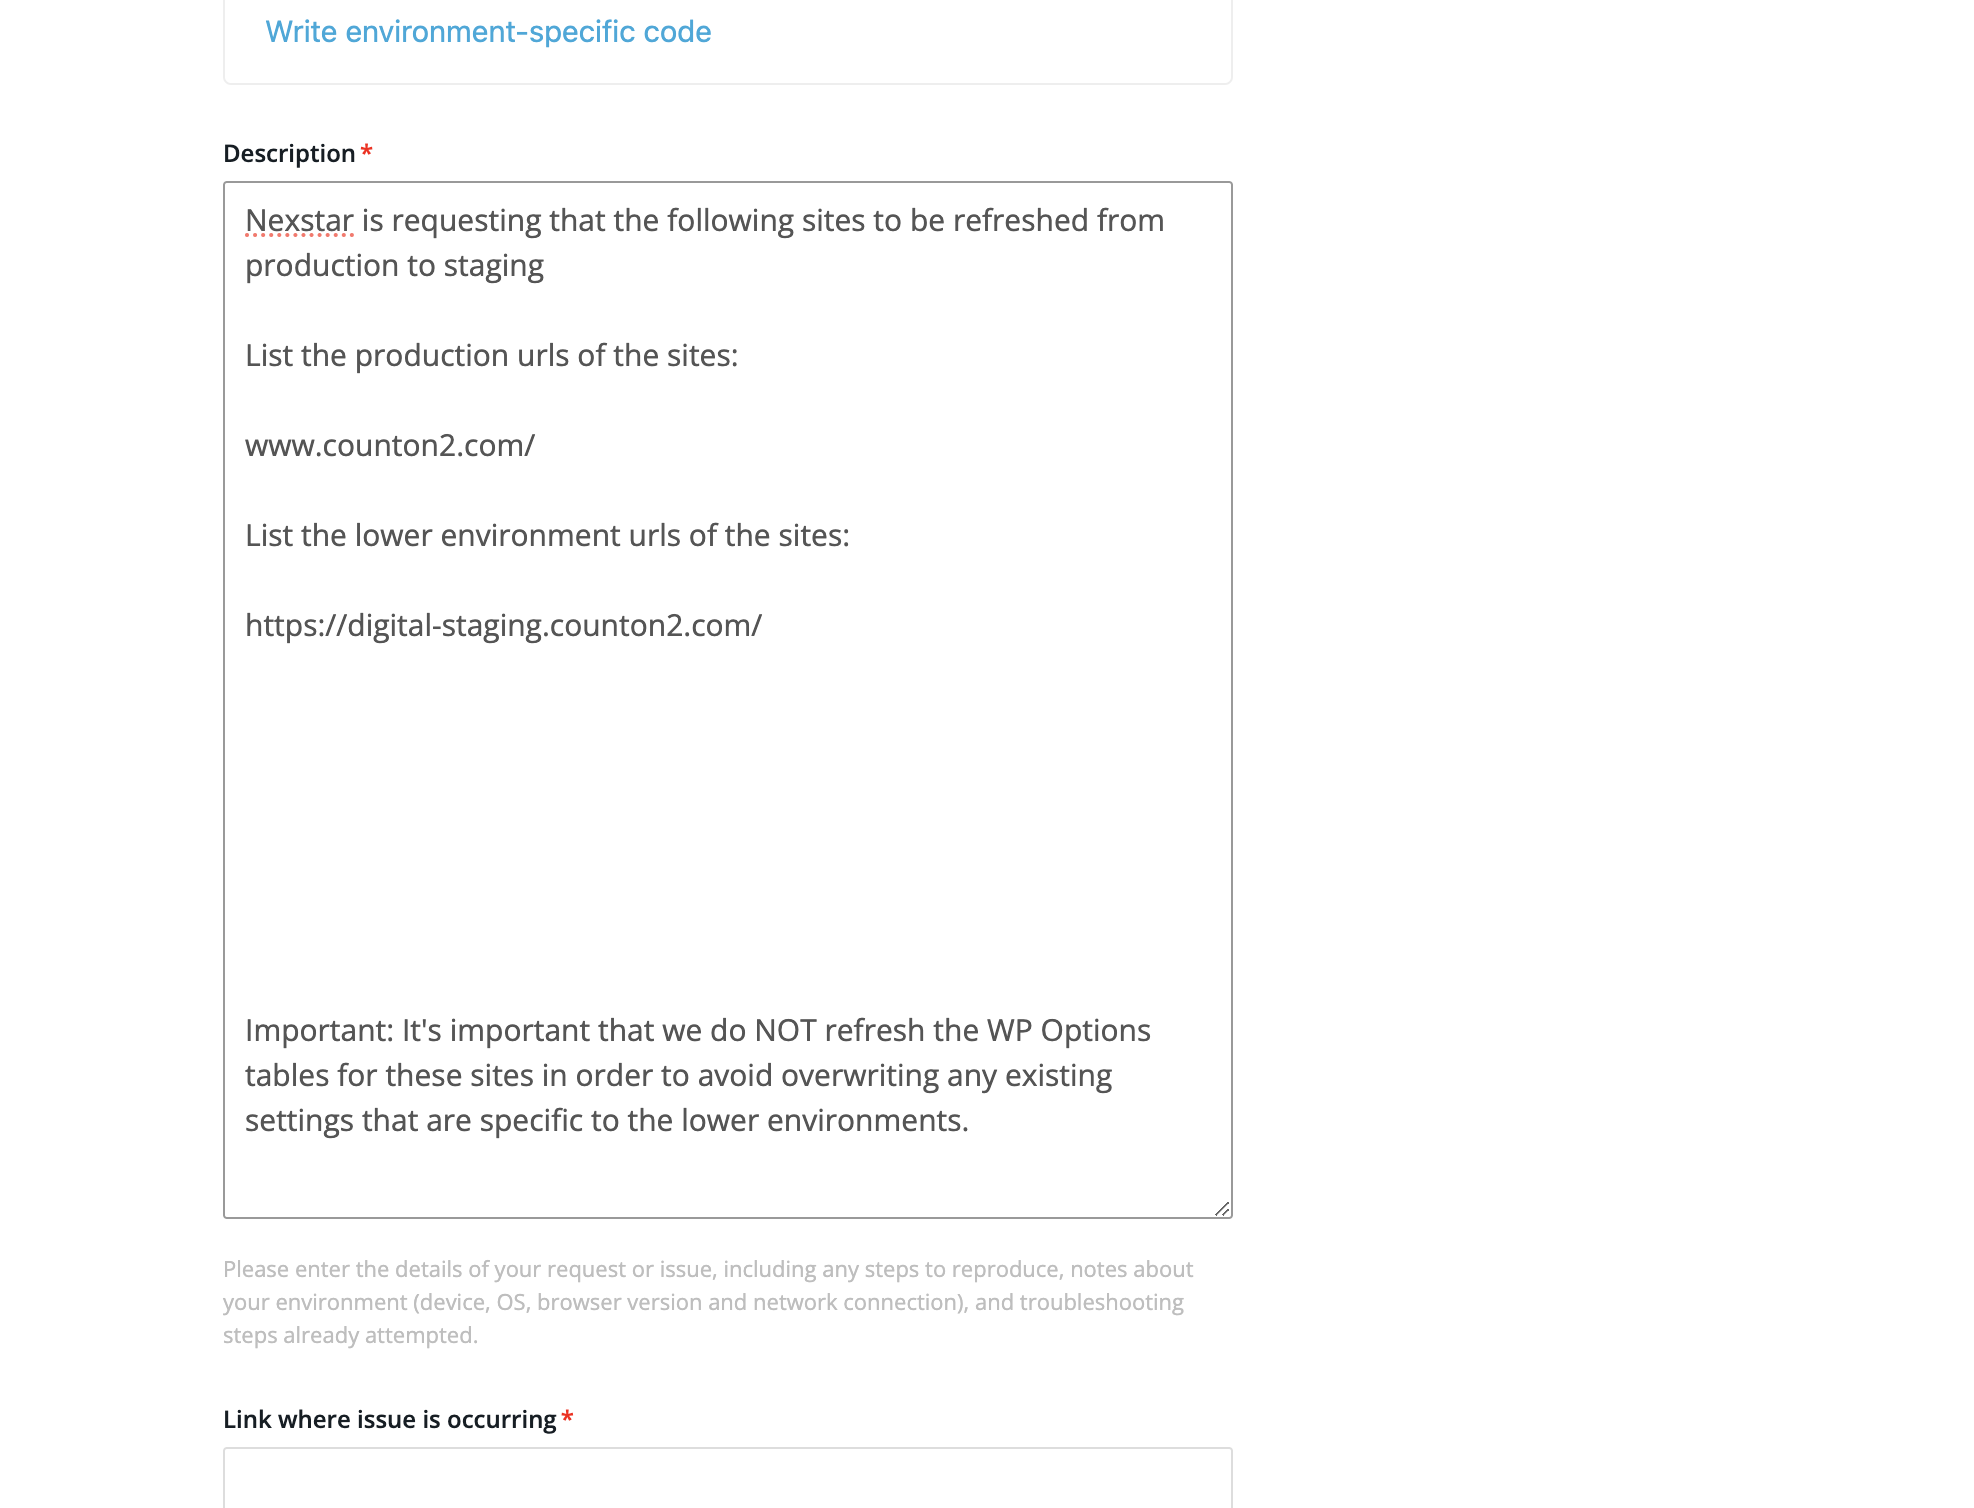 Write environment-specific code
Description *
Nexstar is requesting that the following sites to be refreshed from
production to staging
List the production urls of the sites:
www.counton2.com/
List the lower environment urls of the sites:
https://digital-staging.counton2.com/
Important: It's important that we do NOT refresh the WP Options
tables for these sites in order to avoid overwriting any existing
settings that are specific to the lower environments.
Please enter the details of your request or issue, including any steps to reproduce, notes about
your environment (device, OS, browser version and network connection), and troubleshooting
steps already attempted.
Link where issue is occurring *